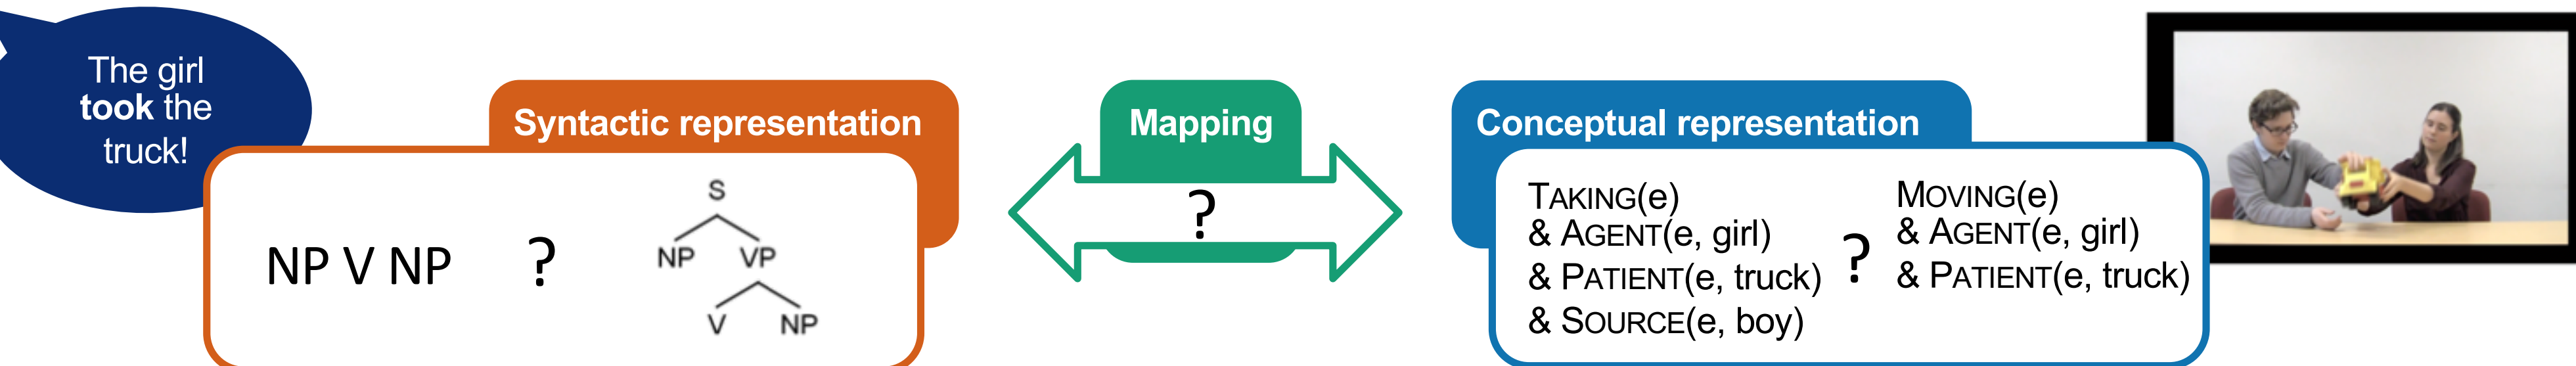 The girl
took the
truck!
Syntactic representation
NP V NP ?
S
NP VP
V NP
Mapping
?
Conceptual representation
TAKING(e)
& AGENT(e, girl)
& PATIENT(e, truck)
& SOURCE(e, boy)
?
MOVING(e)
& AGENT(e, girl)
& PATIENT(e, truck)